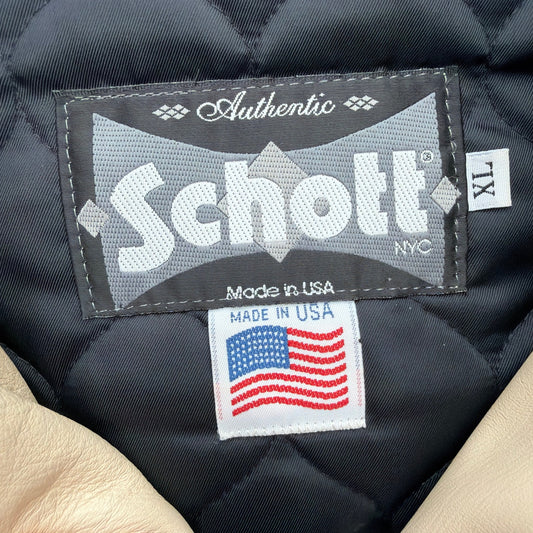 Authentic
Schott®
NYC
XL
Made in USA
MADE IN USA